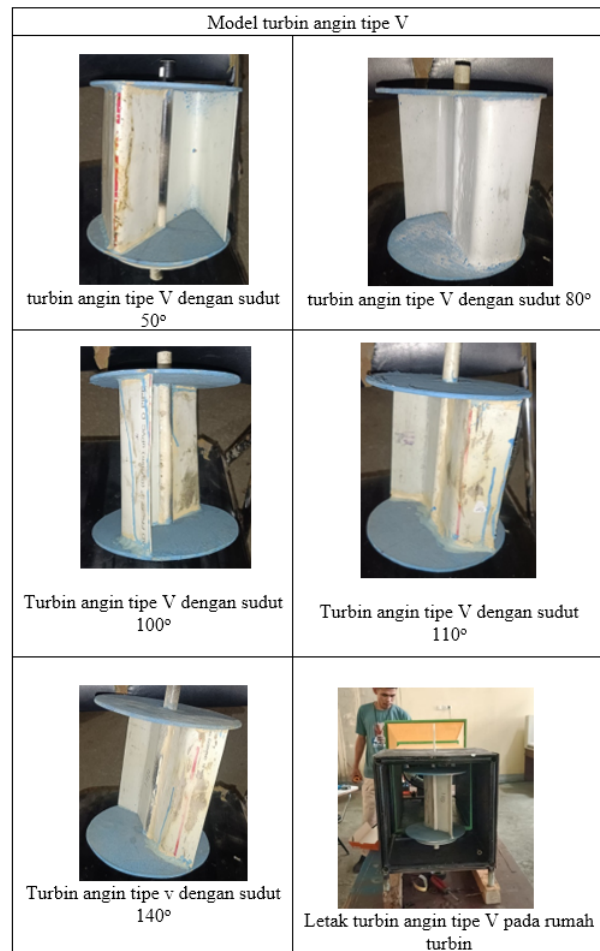 Model turbin angin tipe V
turbin angin tipe V dengan sudut
50°
turbin angin tipe V dengan sudut 80°
Turbin angin tipe V dengan sudut
100°
Turbin angin tipe V dengan sudut
110°
Turbin angin tipe v dengan sudut
140°
Letak turbin angin tipe V pada rumah
turbin